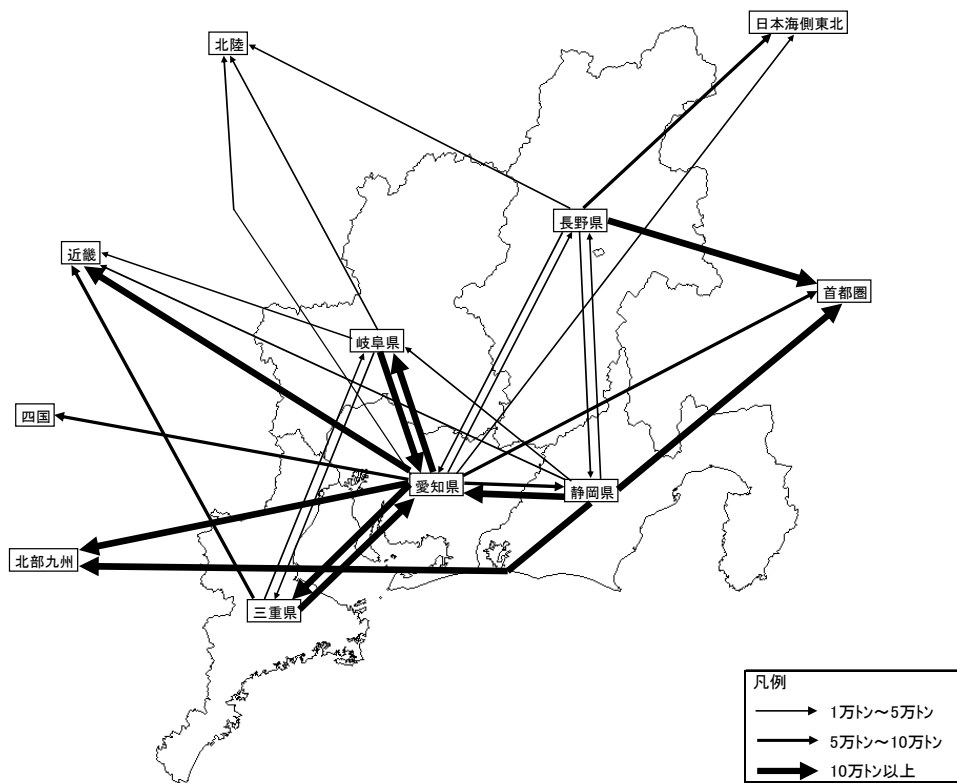 日本海側東北
北陸
長野県
近畿
首都圏
岐阜県
四国
愛知県
静岡県
北部九州
三重県
凡例
1万トン～5万トン
5万トン～10万トン
10万トン以上